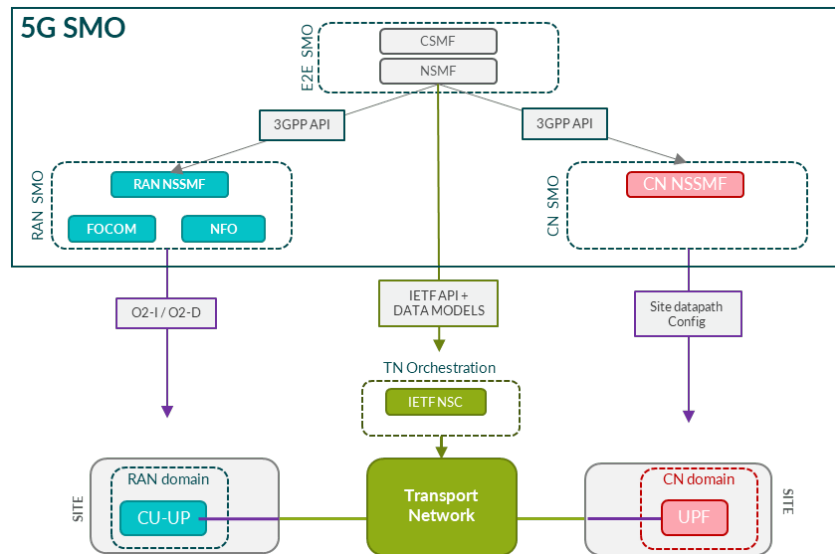 5G SMO
E2E SMO
CSMF
NSMF
3GPP API
3GPP API
RAN SMO
RAN NSSMF
FOCOM
NFO
CN SMO
CN NSSMF
O2-I / O2-D
IETF API +
DATA MODELS
Site datapath
Config
TN Orchestration
IETF NSC
SITE
RAN domain
CU-UP
Transport
Network
CN domain
UPF
SITE